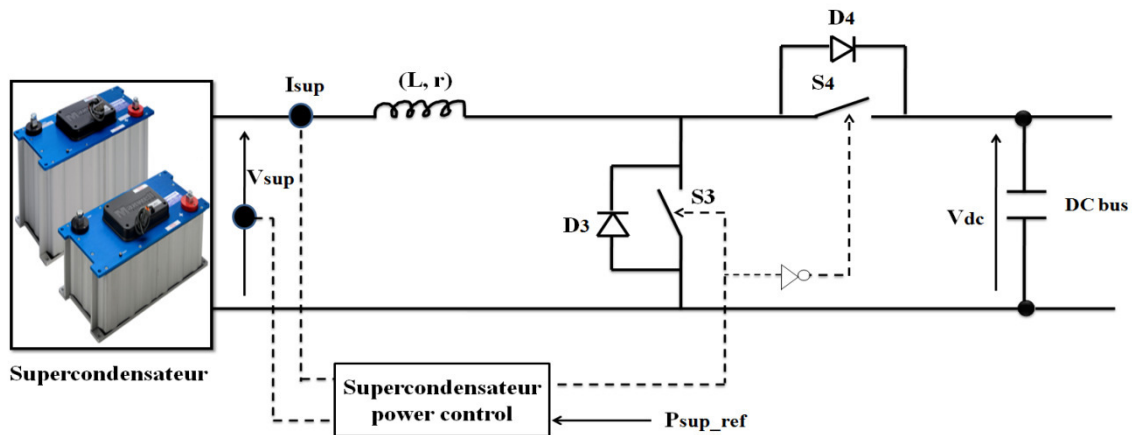 D4
S4
Isup
(L, r)
Vsup
S3
D3
Vdc
DC bus
Supercondensateur
Supercondensateur
power control
Psup_ref